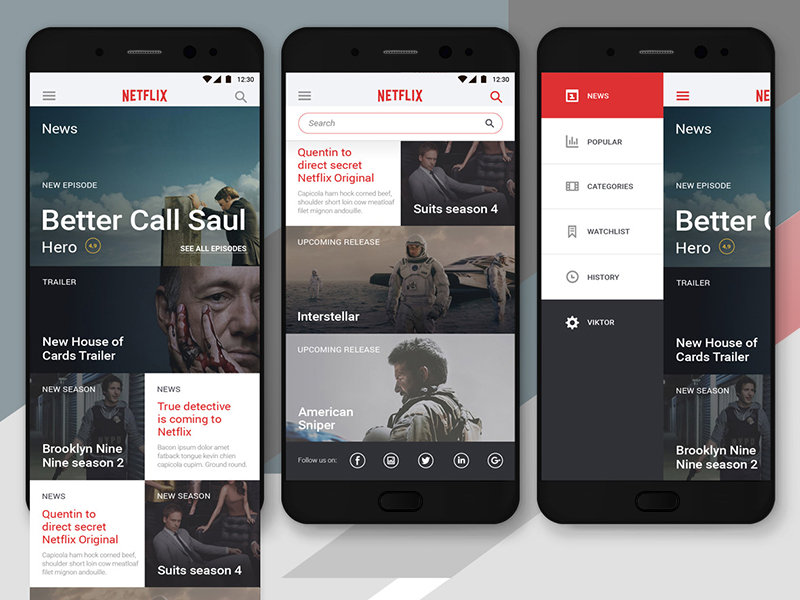 12:30
NETFLIX
News
NEW EPISODE
Better Call Saul
Hero 4,9
SEE ALL EPISODES
TRAILER
New House of
Cards Trailer
NEW SEASON
Brooklyn Nine
Nine season 2
NEWS
True detective
is coming to
Netflix
Bacon ipsum dolor amet
fatback tongue kevin chien
capicola cupim. Ground round.
NEWS
Quentin to
direct secret
Netflix Original
Capicola ham hock corned beef,
shoulder short loin cow meatloaf
filet mignon andouille.
NEW SEASON
Suits season 4
12:30
NETFLIX
Search
Quentin to
direct secret
Netflix Original
Capicola ham hock corned beef,
shoulder short loin cow meatloaf
filet mignon andouille.
Suits season 4
UPCOMING RELEASE
Interstellar
UPCOMING RELEASE
American
Sniper
Follow us on:
NEWS
POPULAR
CATEGORIES
WATCHLIST
HISTORY
VIKTOR
NE
News
NEW EPISODE
Better C
Hero 4,9
TRAILER
New House of
Cards Trailer
NEW SEASON
Brooklyn Nine
Nine season 2